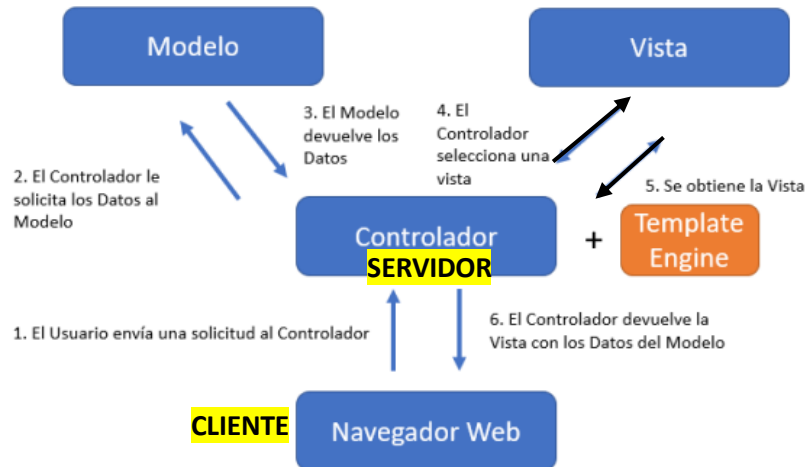 Modelo
Vista
3. El Modelo
devuelve los
Datos
4. El
Controlador
selecciona una
vista
2. El Controlador le
solicita los Datos al
Modelo
5. Se obtiene la Vista
Controlador
SERVIDOR
+
Template
Engine
1. El Usuario envía una solicitud al Controlador
6. El Controlador devuelve la
Vista con los Datos del Modelo
CLIENTE
Navegador Web